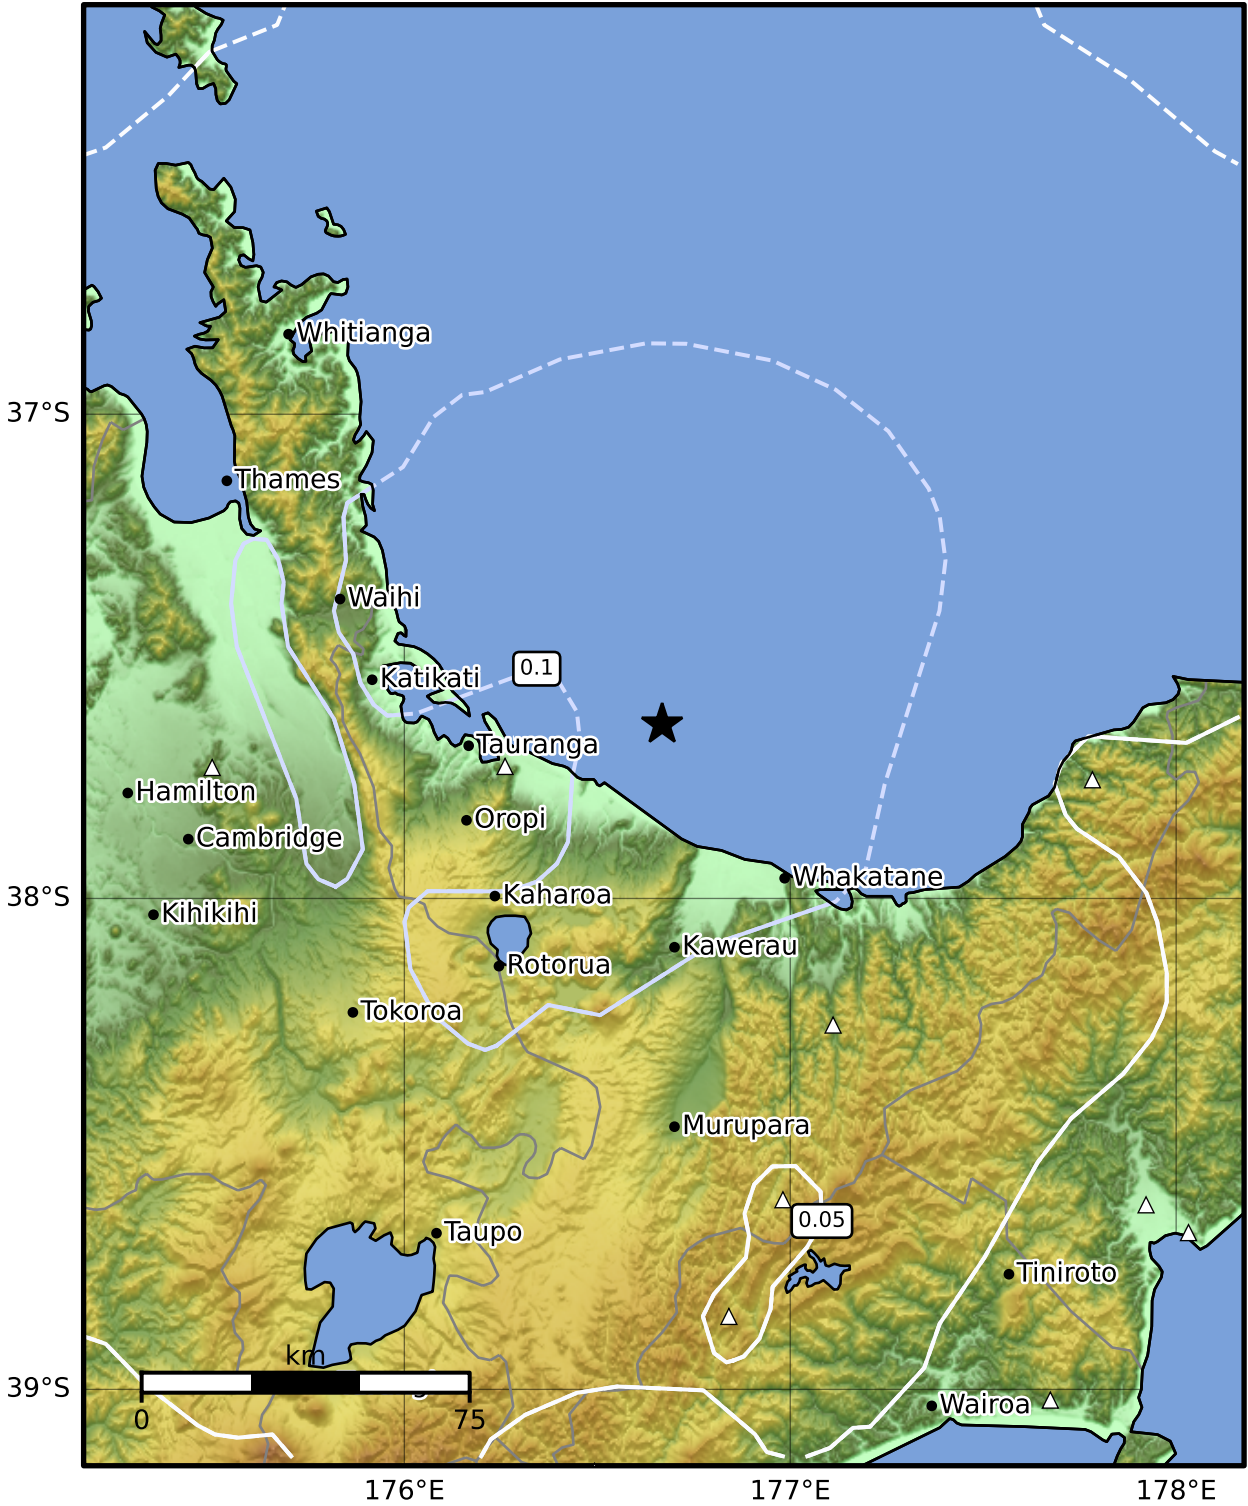 Whitianga
37°S
Thames
Waihi
0.1
Katikati
Tauranga
Hamilton
Oropi
Cambridge
Whakatane
38°S
Kaharoa
Kihikihi
Kawerau
Rotorua
Tokoroa
Murupara
0.05
Taupo
Tiniroto
km
39°S
Wairoa
0
75
176°E
177°E
178°E